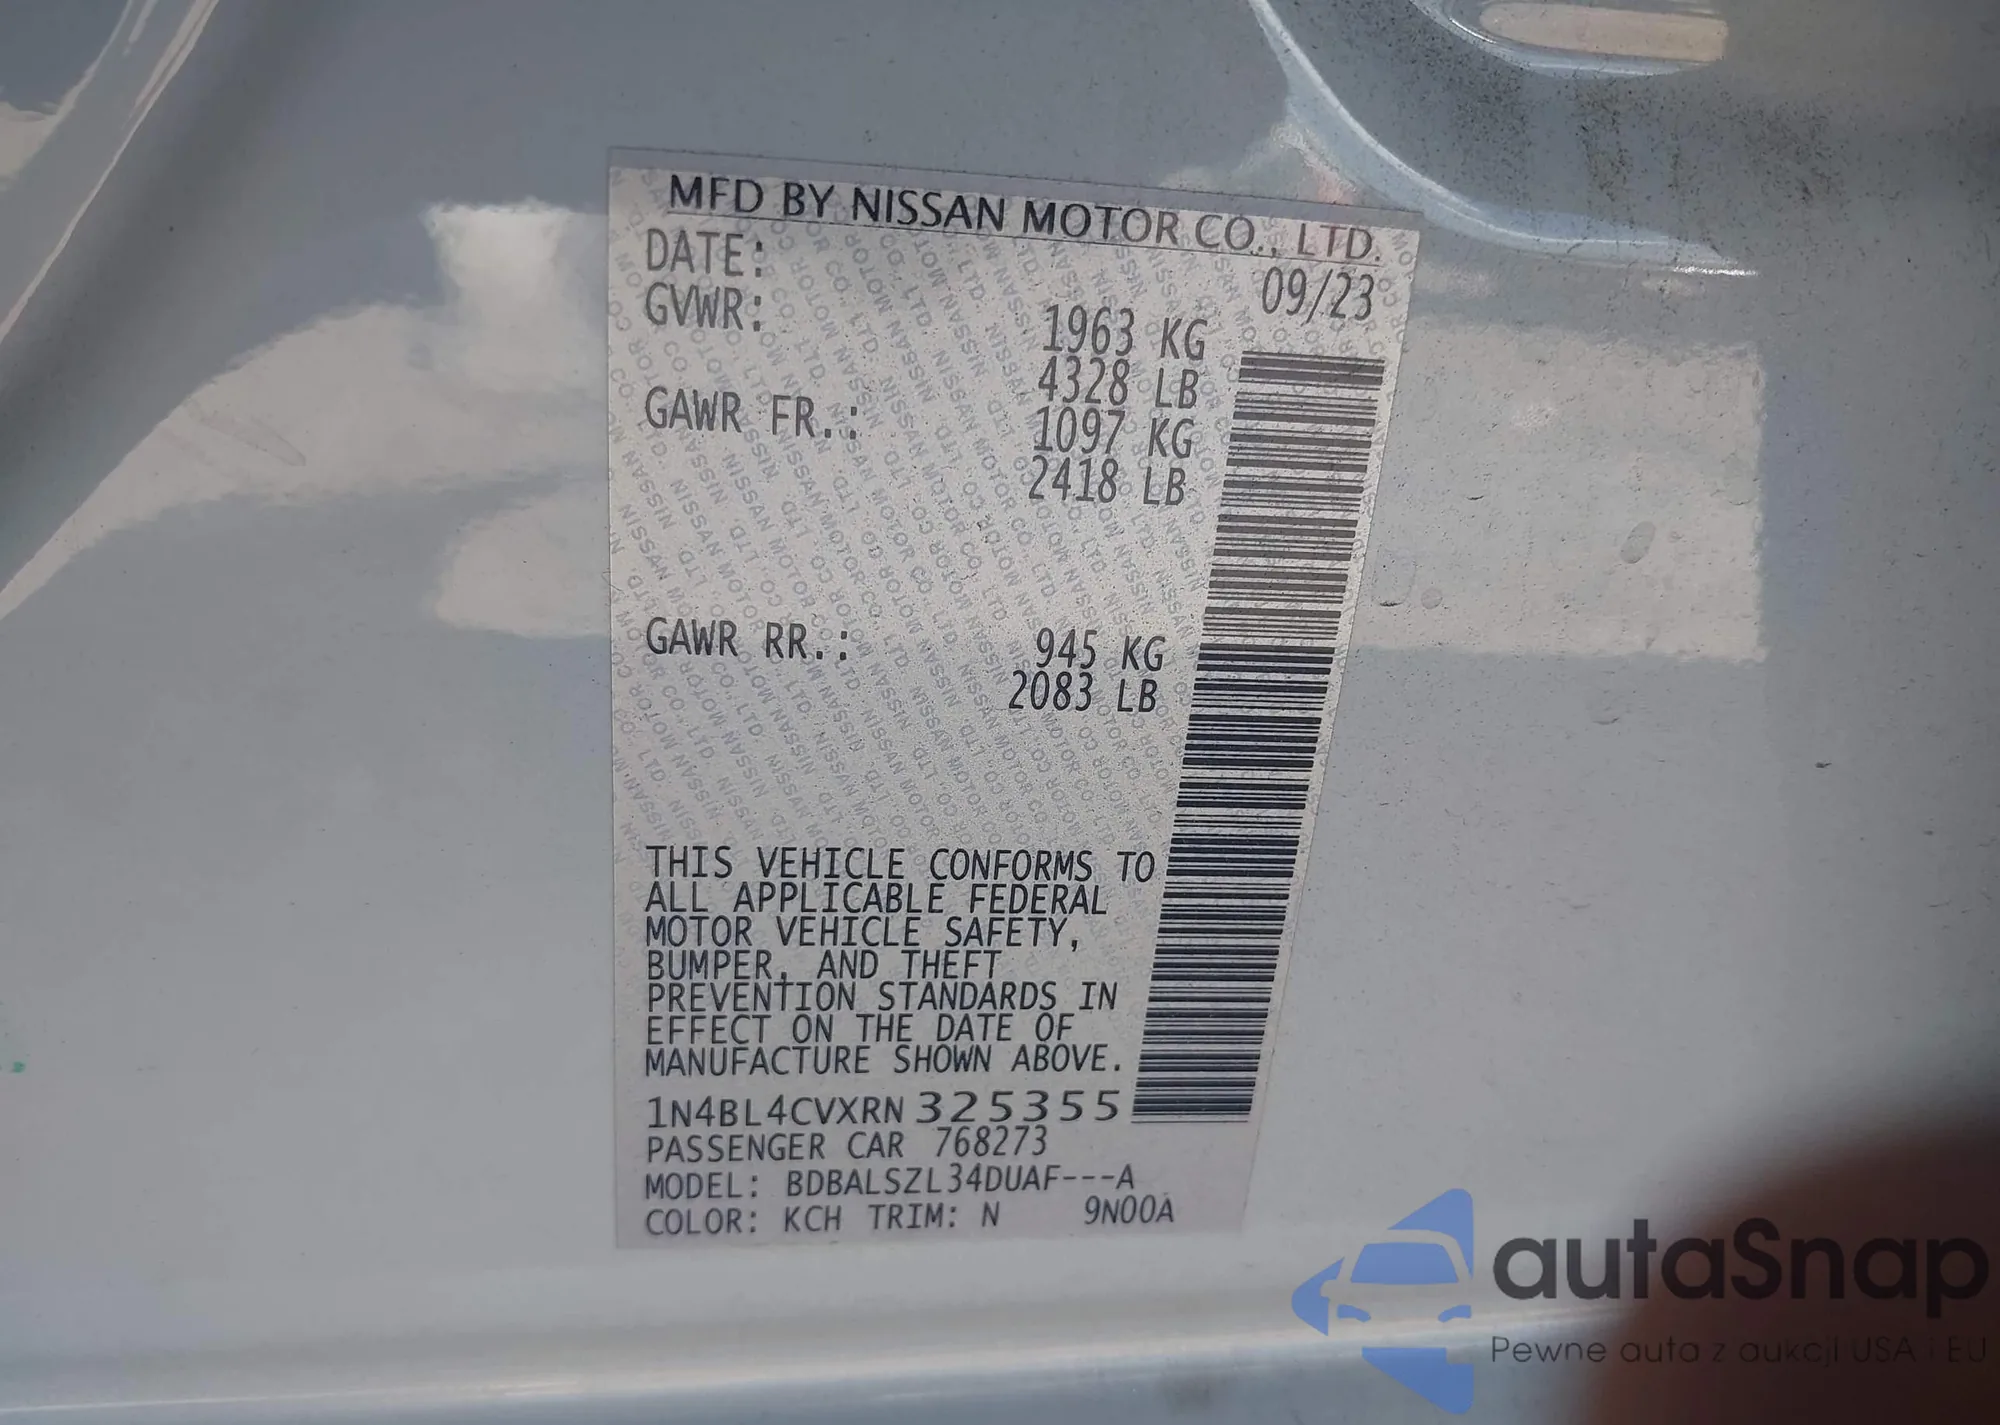 MFD BY NISSAN MOTOR CO., LTD.
DATE: 09/23
GVWR: 1963 KG
4328 LB
GAWR FR.: 1097 KG
2418 LB
GAWR RR.: 945 KG
2083 LB
THIS VEHICLE CONFORMS TO
ALL APPLICABLE FEDERAL
MOTOR VEHICLE SAFETY,
BUMPER, AND THEFT
PREVENTION STANDARDS IN
EFFECT ON THE DATE OF
MANUFACTURE SHOWN ABOVE.
1N4BL4CVXRN325355
PASSENGER CAR 768273
MODEL: BDBALSZL34DUAF---A
COLOR: KCH TRIM: N 9N00A
autaSnap
Pewne auta z aukcji USA i EU